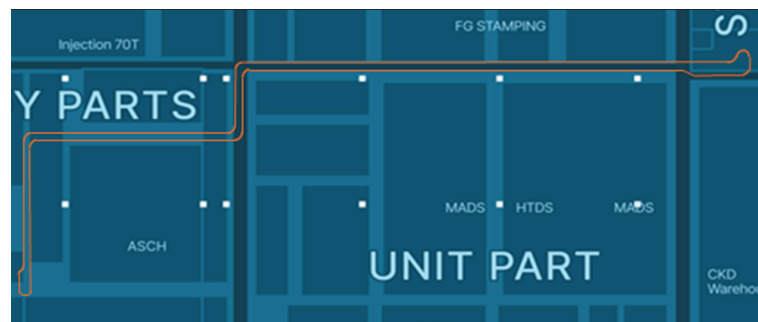 S
FG STAMPING
Injection 70T
Y PARTS
MADS
HTDS
MADS
ASCH
UNIT PART
CKD
Wareho